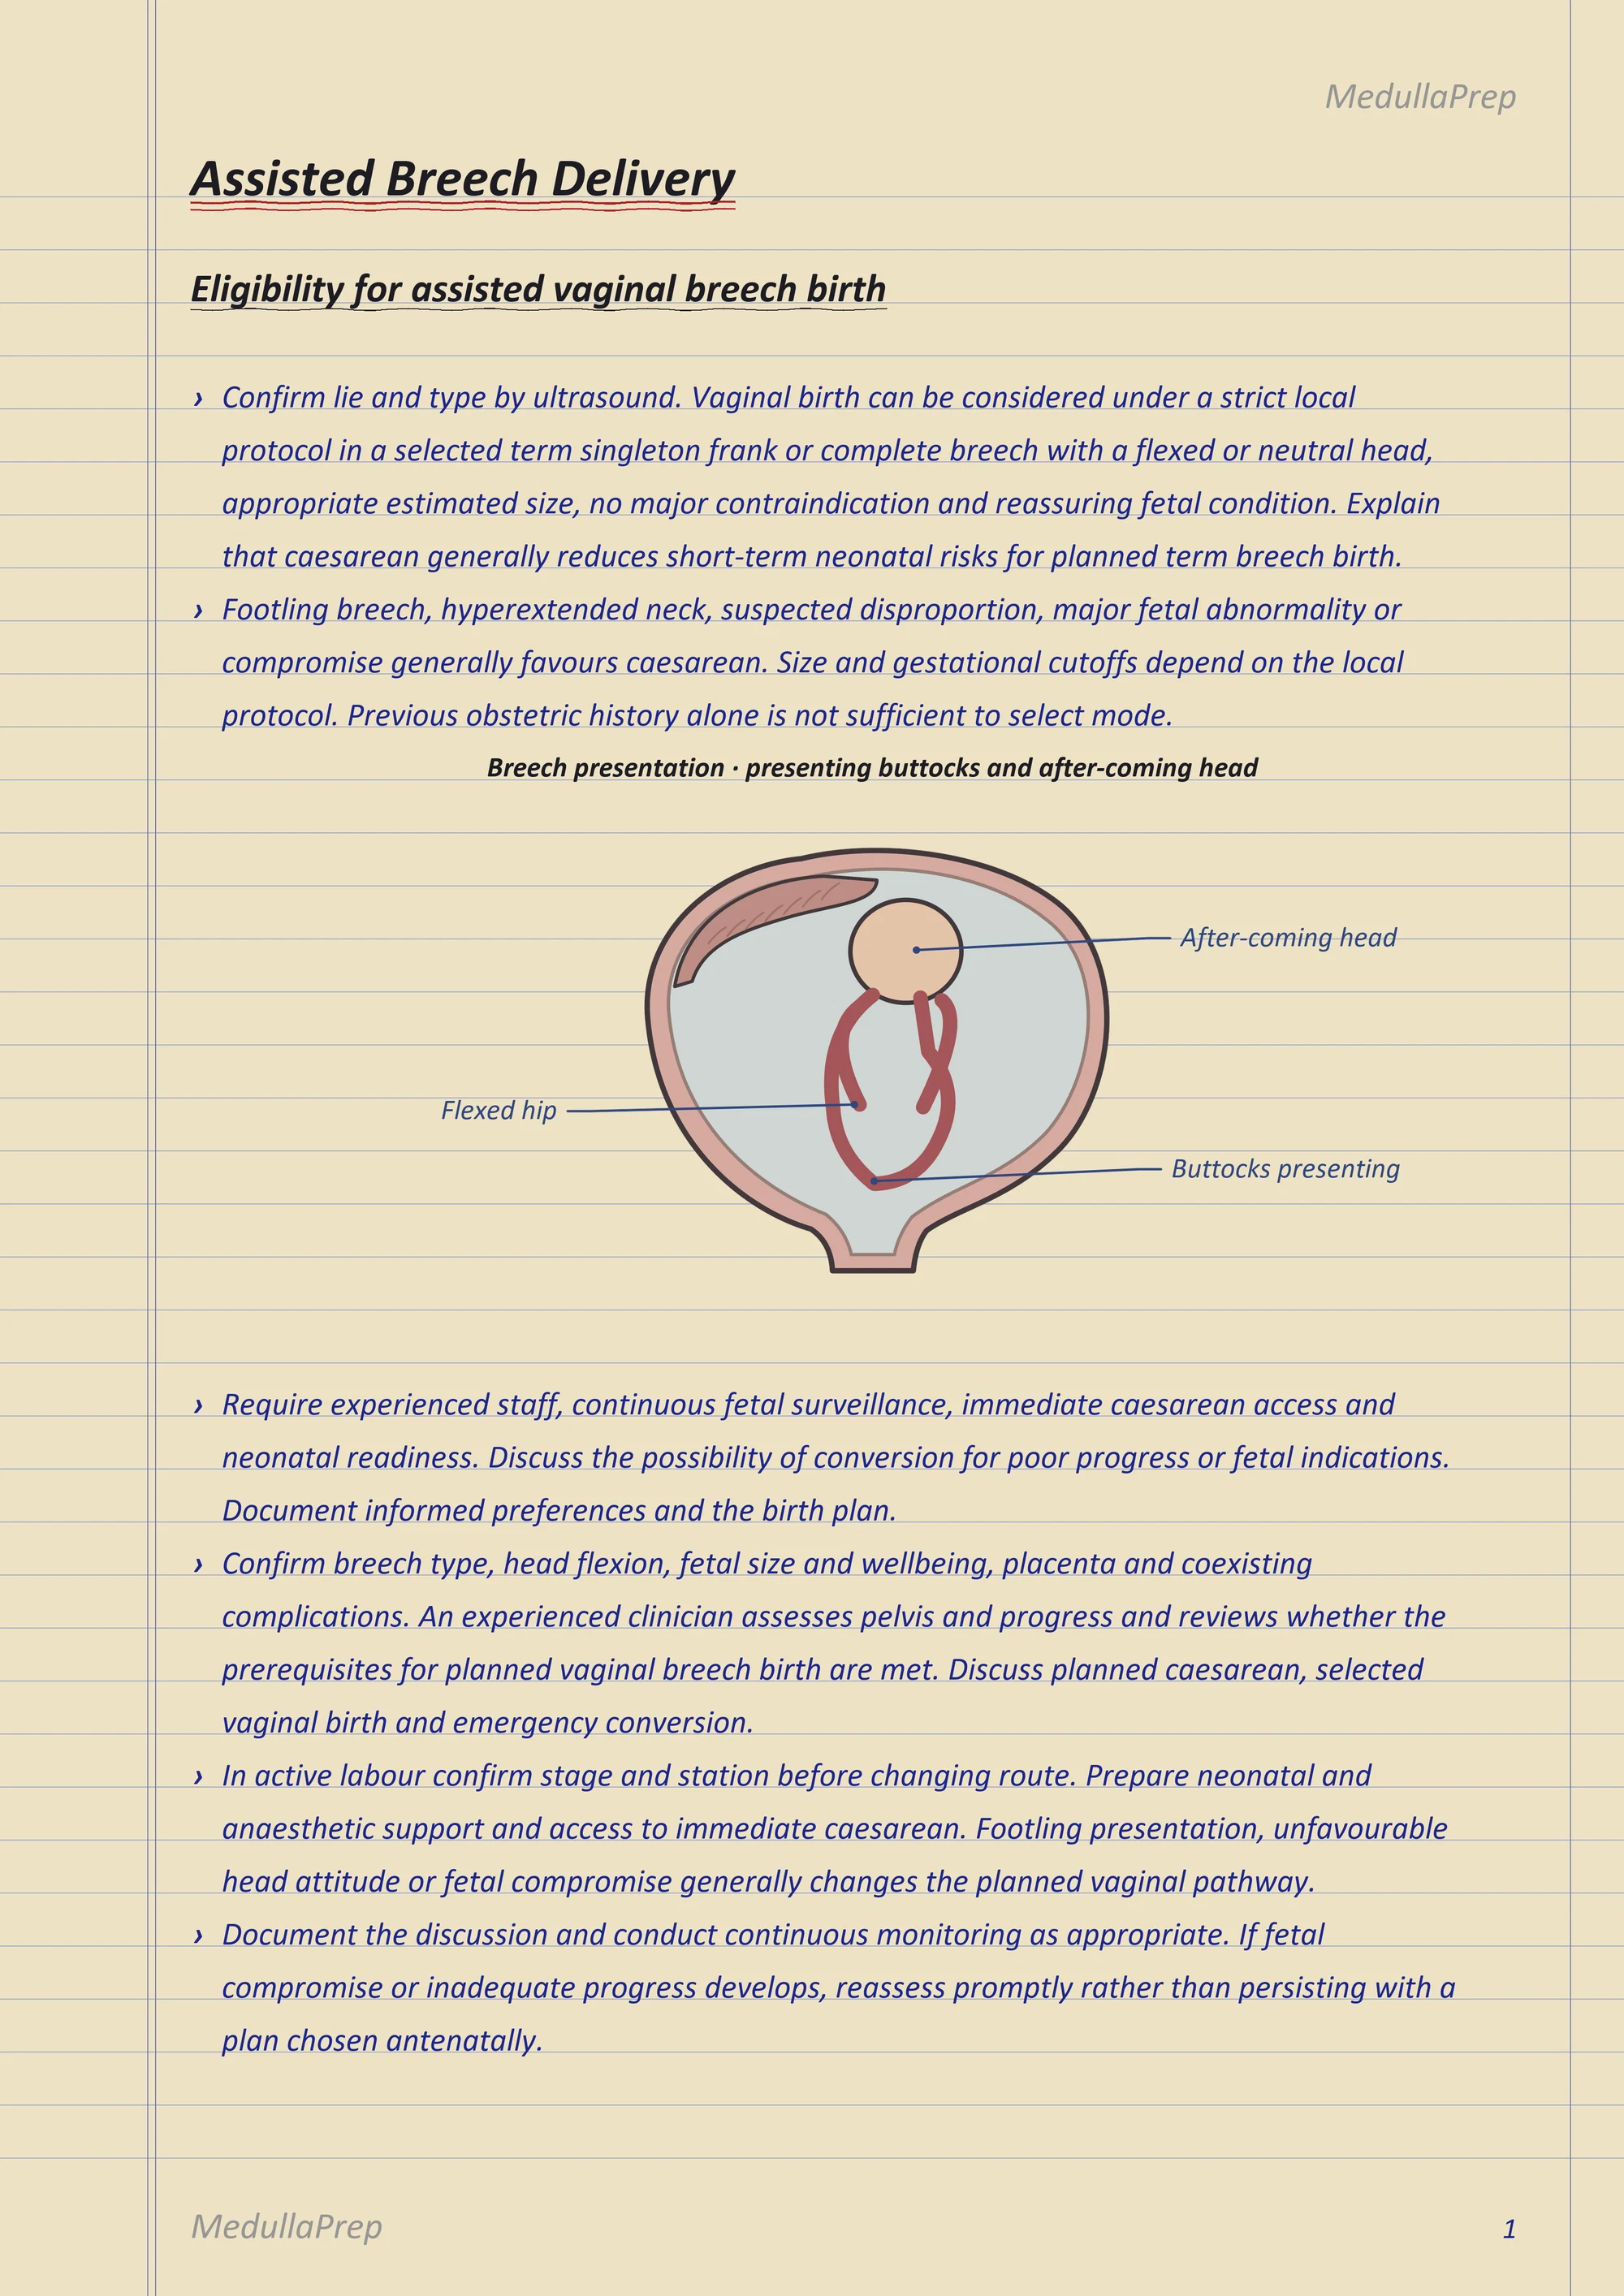 MedullaPrep
Assisted Breech Delivery
Eligibility for assisted vaginal breech birth
› Confirm lie and type by ultrasound. Vaginal birth can be considered under a strict local
protocol in a selected term singleton frank or complete breech with a flexed or neutral head,
appropriate estimated size, no major contraindication and reassuring fetal condition. Explain
that caesarean generally reduces short-term neonatal risks for planned term breech birth.
› Footling breech, hyperextended neck, suspected disproportion, major fetal abnormality or
compromise generally favours caesarean. Size and gestational cutoffs depend on the local
protocol. Previous obstetric history alone is not sufficient to select mode.
Breech presentation · presenting buttocks and after-coming head
After-coming head
Flexed hip
Buttocks presenting
› Require experienced staff, continuous fetal surveillance, immediate caesarean access and
neonatal readiness. Discuss the possibility of conversion for poor progress or fetal indications.
Document informed preferences and the birth plan.
› Confirm breech type, head flexion, fetal size and wellbeing, placenta and coexisting
complications. An experienced clinician assesses pelvis and progress and reviews whether the
prerequisites for planned vaginal breech birth are met. Discuss planned caesarean, selected
vaginal birth and emergency conversion.
› In active labour confirm stage and station before changing route. Prepare neonatal and
anaesthetic support and access to immediate caesarean. Footling presentation, unfavourable
head attitude or fetal compromise generally changes the planned vaginal pathway.
› Document the discussion and conduct continuous monitoring as appropriate. If fetal
compromise or inadequate progress develops, reassess promptly rather than persisting with a
plan chosen antenatally.
MedullaPrep
1